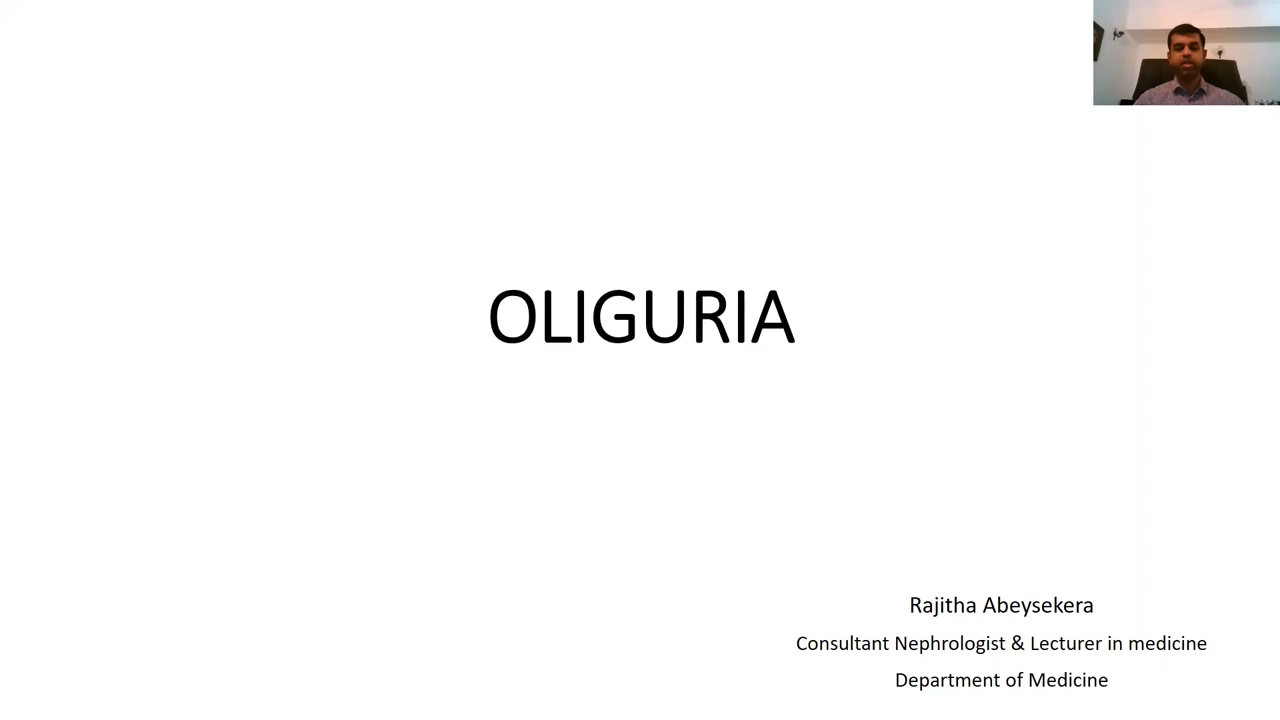 OLIGURIA
Rajitha Abeysekera
Consultant Nephrologist & Lecturer in medicine
Department of Medicine